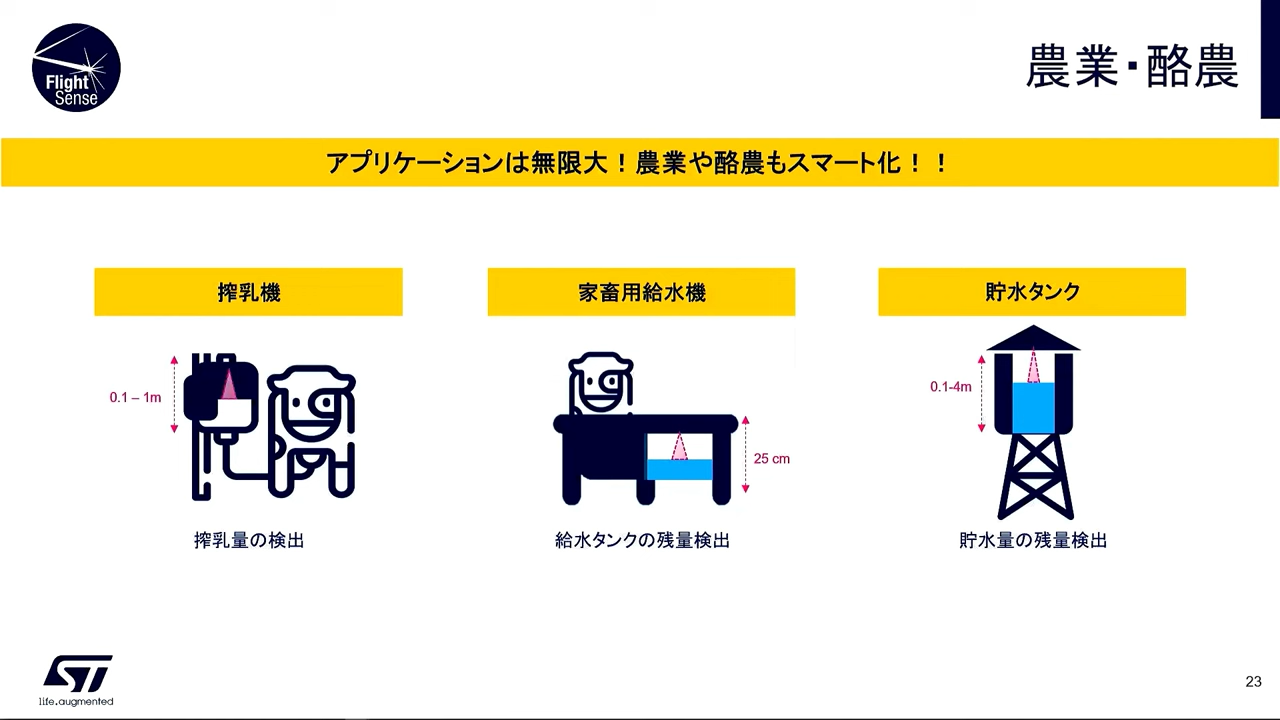 Flight
Sense
農業・酪農
アプリケーションは無限大！農業や酪農もスマート化！！
搾乳機
家畜用給水機
貯水タンク
0.1 – 1m
25 cm
0.1-4m
搾乳量の検出
給水タンクの残量検出
貯水量の残量検出
ST
life.augmented
23